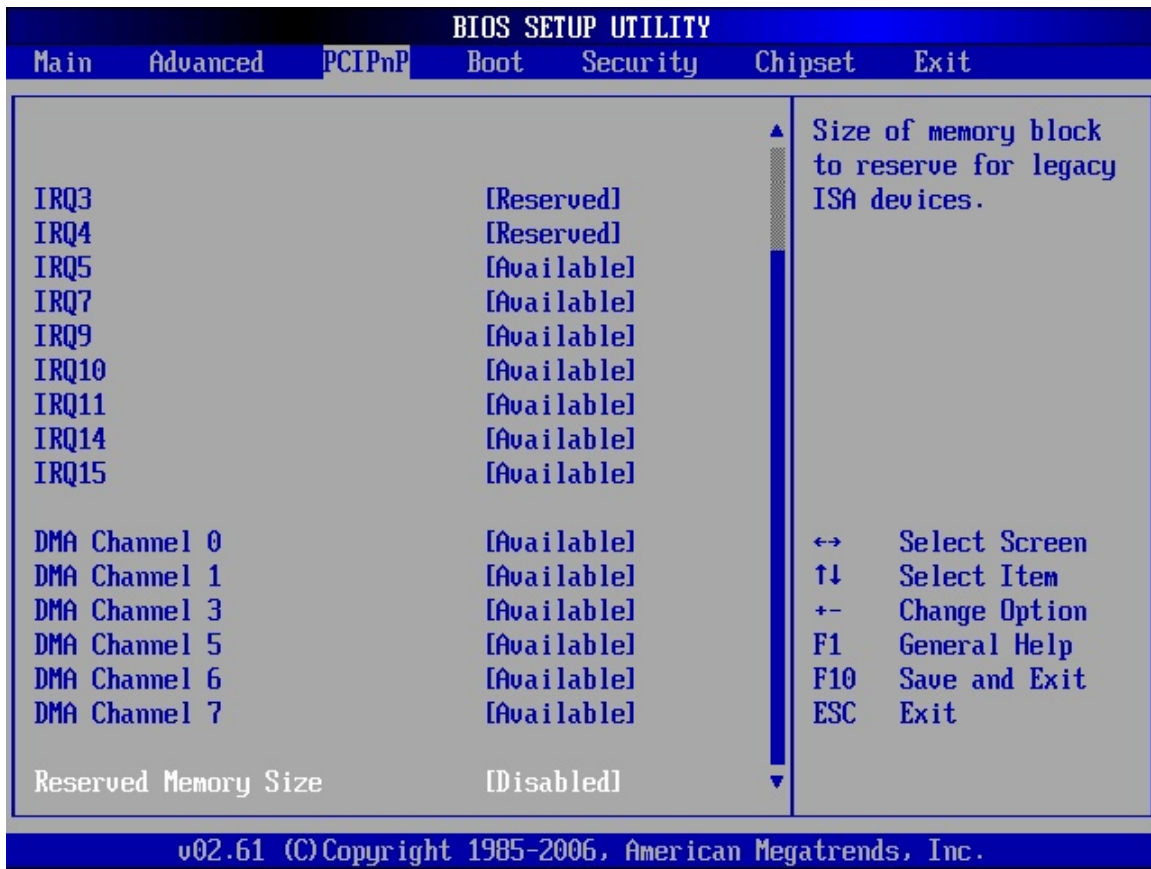 BIOS SETUP UTILITY
Main Advanced PCIPnP Boot Security Chipset Exit
IRQ3 [Reserved]
IRQ4 [Reserved]
IRQ5 [Available]
IRQ7 [Available]
IRQ9 [Available]
IRQ10 [Available]
IRQ11 [Available]
IRQ14 [Available]
IRQ15 [Available]
DMA Channel 0 [Available]
DMA Channel 1 [Available]
DMA Channel 3 [Available]
DMA Channel 5 [Available]
DMA Channel 6 [Available]
DMA Channel 7 [Available]
Reserved Memory Size [Disabled]
Size of memory block
to reserve for legacy
ISA devices.
↔ Select Screen
↑↓ Select Item
+- Change Option
F1 General Help
F10 Save and Exit
ESC Exit
v02.61 (C)Copyright 1985-2006, American Megatrends, Inc.